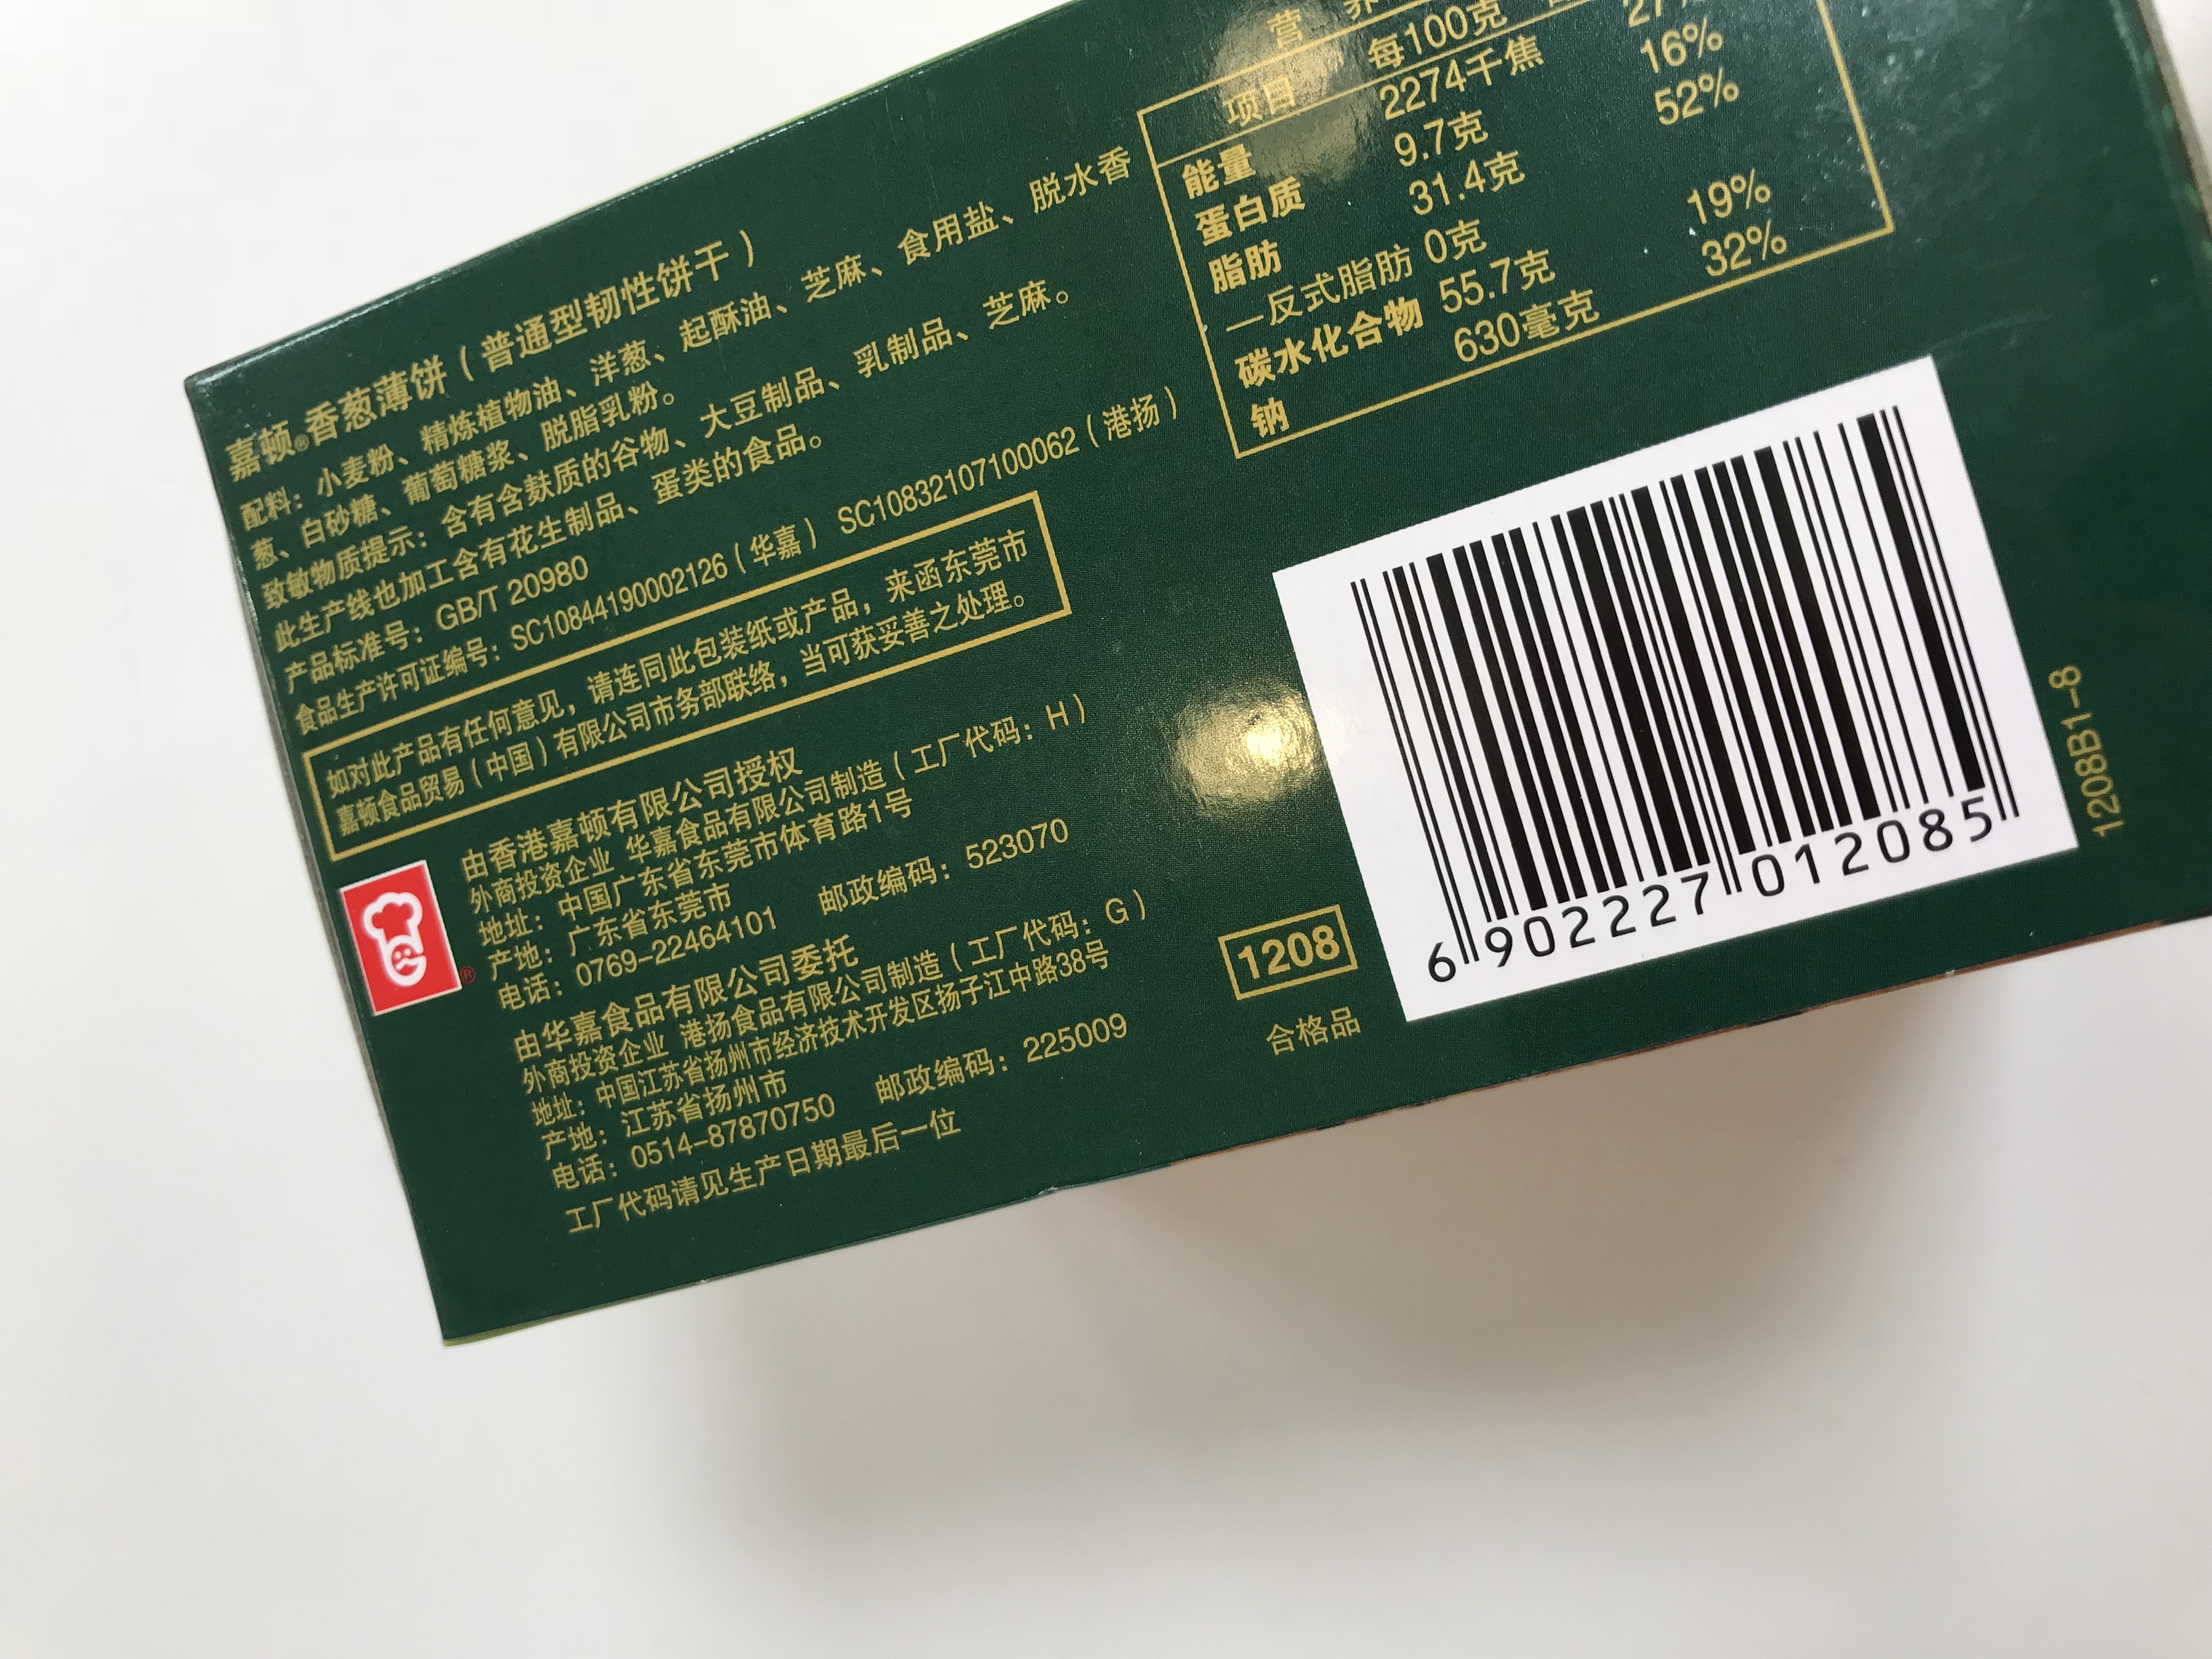 嘉顿®香葱薄饼（普通型韧性饼干）
配料：小麦粉、精炼植物油、洋葱、起酥油、芝麻、食用盐、脱水香
葱、白砂糖、葡萄糖浆、脱脂乳粉。
致敏物质提示：含有含麸质的谷物、大豆制品、乳制品、芝麻。
此生产线也加工含有花生制品、蛋类的食品。
产品标准号：GB/T 20980
食品生产许可证编号：SC10844190002126（华嘉） SC10832107100062（港扬）
如对此产品有任何意见，请连同此包装纸或产品，来函东莞市
嘉顿食品贸易（中国）有限公司市务部联络，当可获妥善之处理。
由香港嘉顿有限公司授权
外商投资企业 华嘉食品有限公司制造（工厂代码：H）
地址：中国广东省东莞市体育路1号
产地：广东省东莞市
电话：0769-22464101 邮政编码：523070
由华嘉食品有限公司委托
外商投资企业 港扬食品有限公司制造（工厂代码：G）
地址：中国江苏省扬州市经济技术开发区扬子江中路38号
产地：江苏省扬州市
电话：0514-87870750 邮政编码：225009
工厂代码请见生产日期最后一位
®
营 养
项目 每100克
能量 2274千焦 27%
蛋白质 9.7克 16%
脂肪 31.4克 52%
—反式脂肪 0克
碳水化合物 55.7克 19%
钠 630毫克 32%
6 902227 012085
1208B1-8
1208
合格品